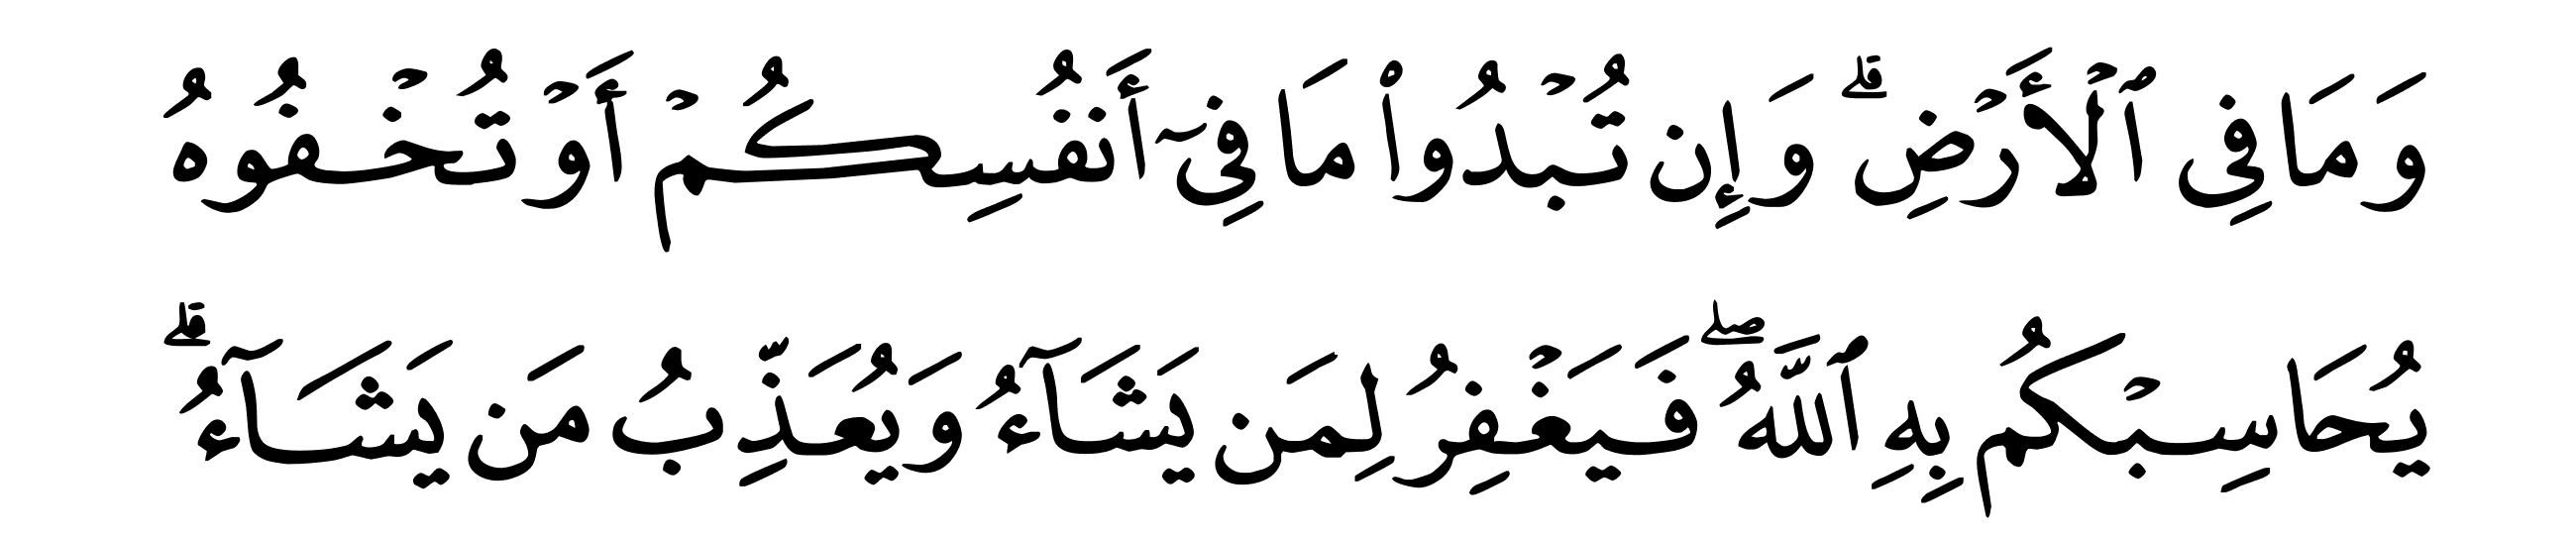 وَمَا فِي ٱلۡأَرۡضِۗ وَإِن تُبۡدُواْ مَا فِيٓ أَنفُسِكُمۡ أَوۡ تُخۡفُوهُ
يُحَاسِبۡكُم بِهِ ٱللَّهُۖ فَيَغۡفِرُ لِمَن يَشَآءُ وَيُعَذِّبُ مَن يَشَآءُۗ